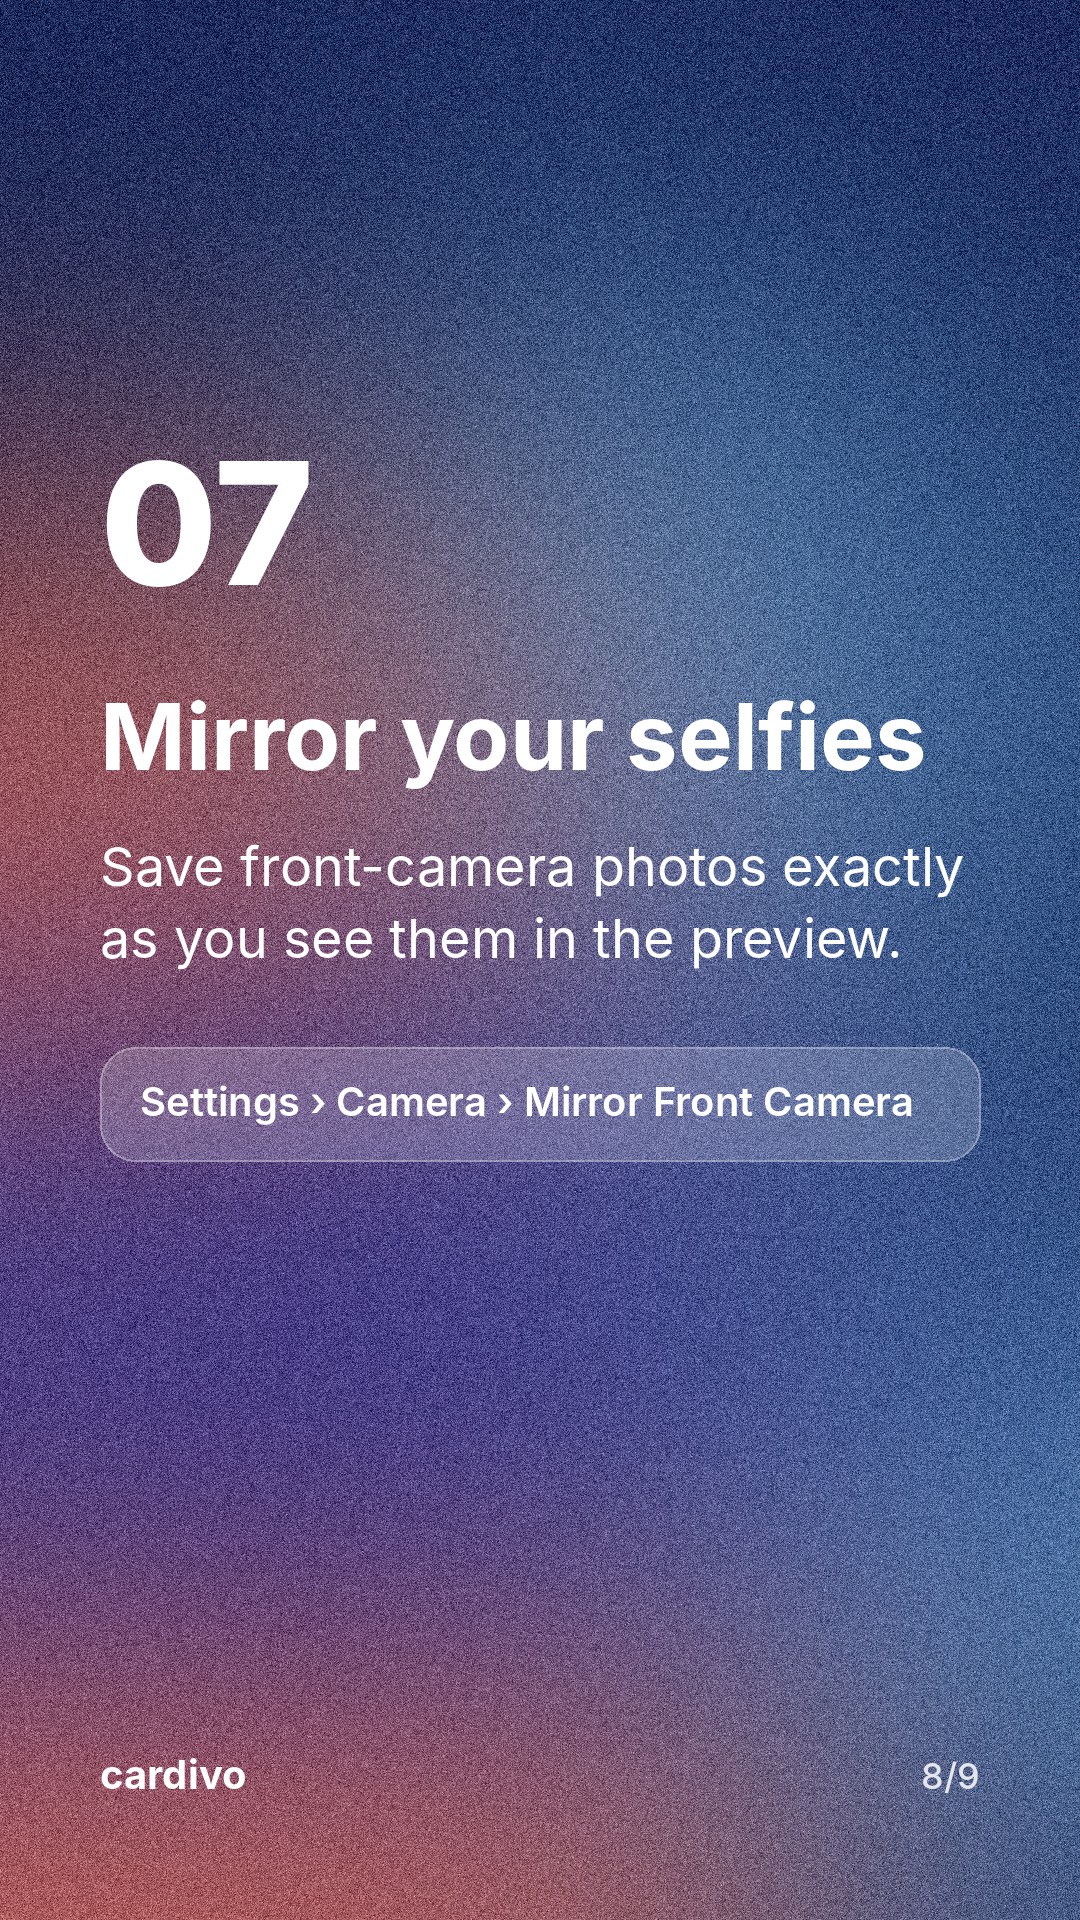 07
Mirror your selfies
Save front-camera photos exactly
as you see them in the preview.
Settings › Camera › Mirror Front Camera
cardivo
8/9